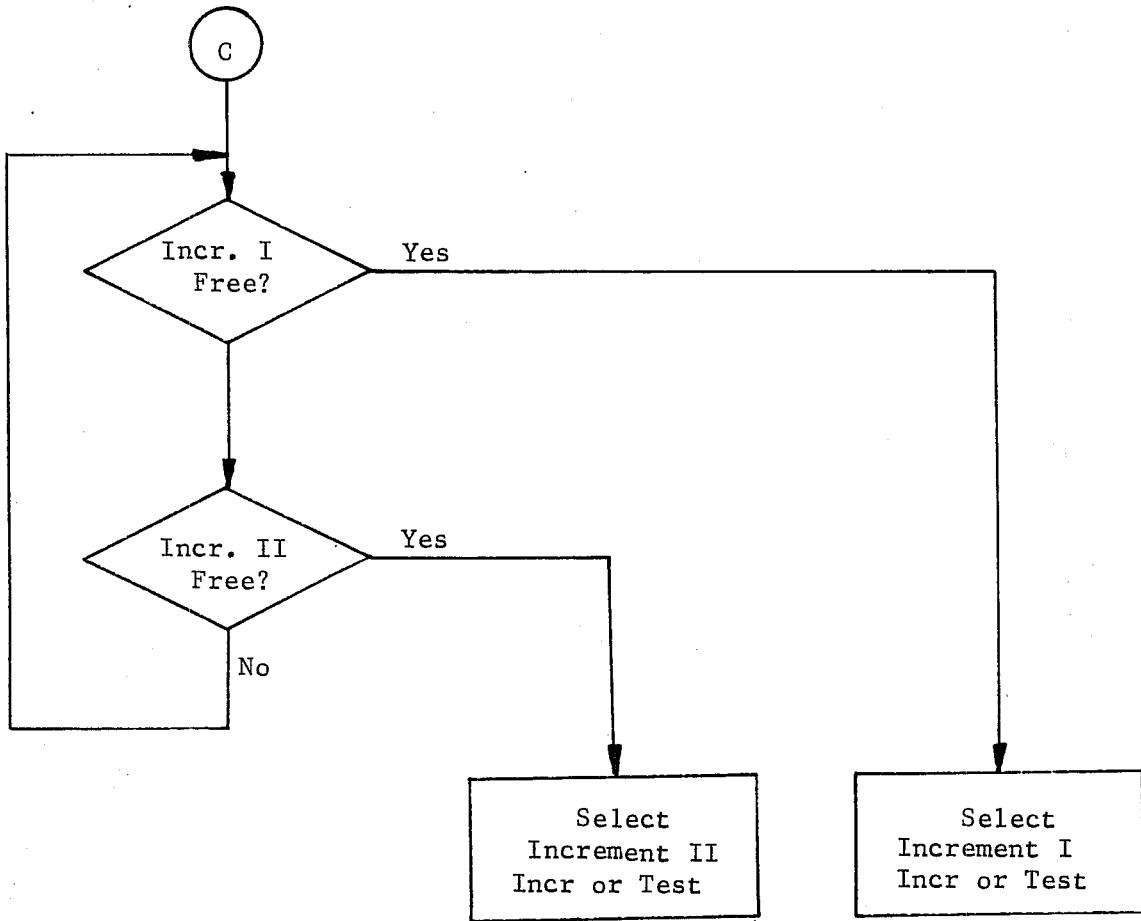 C
Incr. I
Free?
Yes
Incr. II
Free?
Yes
No
Select
Increment II
Incr or Test
Select
Increment I
Incr or Test